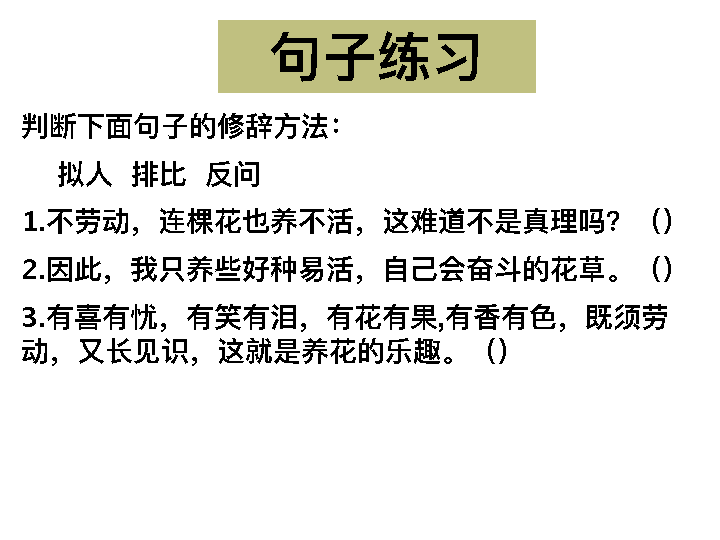 句子练习
判断下面句子的修辞方法：
拟人 排比 反问
1.不劳动，连棵花也养不活，这难道不是真理吗？（）
2.因此，我只养些好种易活，自己会奋斗的花草。（）
3.有喜有忧，有笑有泪，有花有果,有香有色，既须劳
动，又长见识，这就是养花的乐趣。（）